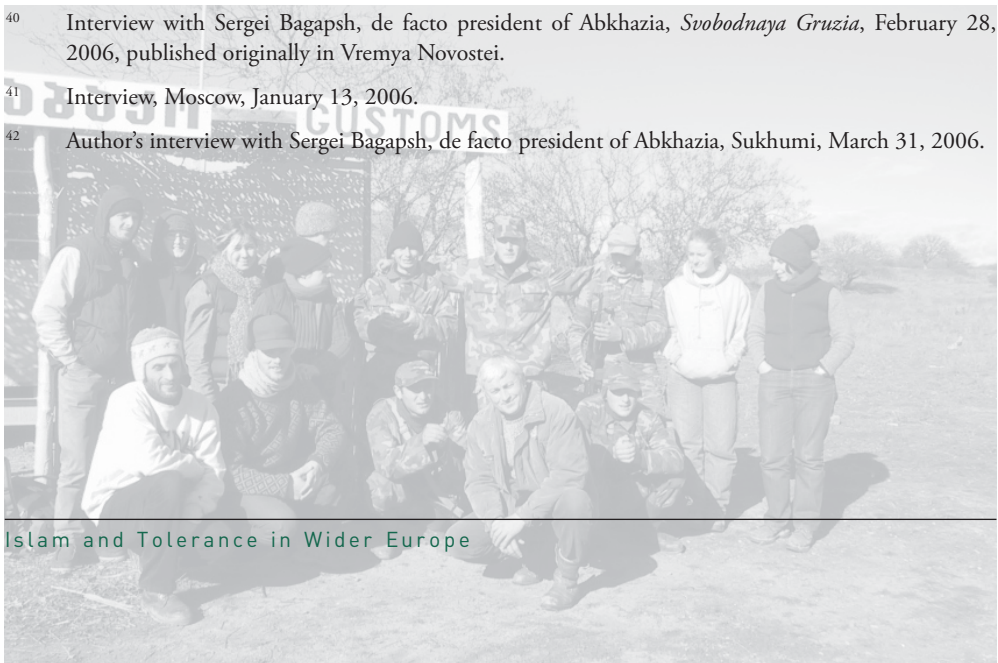 40 Interview with Sergei Bagapsh, de facto president of Abkhazia, Svobodnaya Gruzia, February 28,
2006, published originally in Vremya Novostei.
41 Interview, Moscow, January 13, 2006.
42 Author's interview with Sergei Bagapsh, de facto president of Abkhazia, Sukhumi, March 31, 2006.
CUSTOMS
Islam and Tolerance in Wider Europe